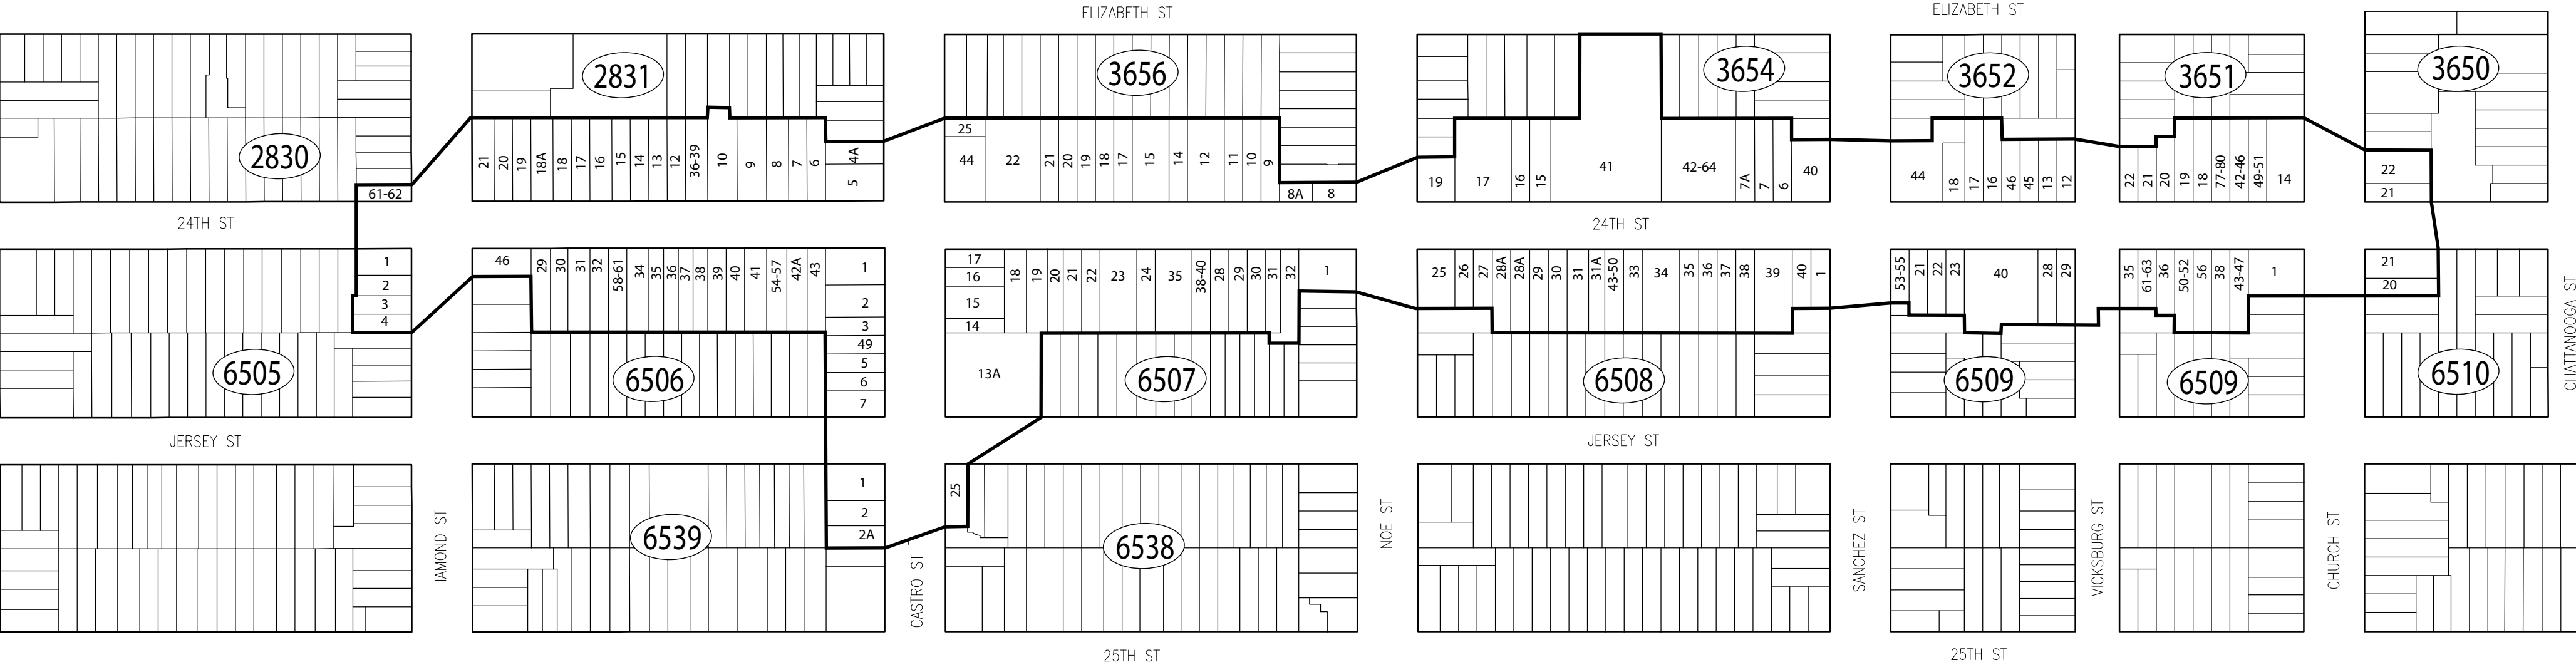 ELIZABETH ST
ELIZABETH ST
2830
61-62
2831
21 20 19 18A 18 17 16 15 14 13 12 36-39 10 9 8 7 6
4A
5
3656
25
44
22 21 20 19 18 17 15 14 12 11 10 9
8A 8
3654
19 17 16 15 41 42-64 7A 7 6 40
3652
44 18 17 16 46 45 13 12
3651
22 21 20 19 18 77-80 42-46 49-51 14
3650
22
21
24TH ST
24TH ST
6505
1
2
3
4
6506
46 29 30 31 32 58-61 34 35 36 37 38 39 40 41 54-57 42A 43
1
2
3
49
5
6
7
6507
17
16
15
14
13A
18 19 20 21 22 23 24 35 38-40 28 29 30 31 32 1
6508
25 26 27 28A 28A 29 30 31 31A 43-50 33 34 35 36 37 38 39 40 1
6509
53-55 21 22 23 40 28 29
6509
35 61-63 36 50-52 56 38 43-47 1
6510
21
20
CHATTANOOGA ST
JERSEY ST
JERSEY ST
IAMOND ST
6539
1
2
2A
CASTRO ST
25
6538
NOE ST
SANCHEZ ST
VICKSBURG ST
CHURCH ST
25TH ST
25TH ST